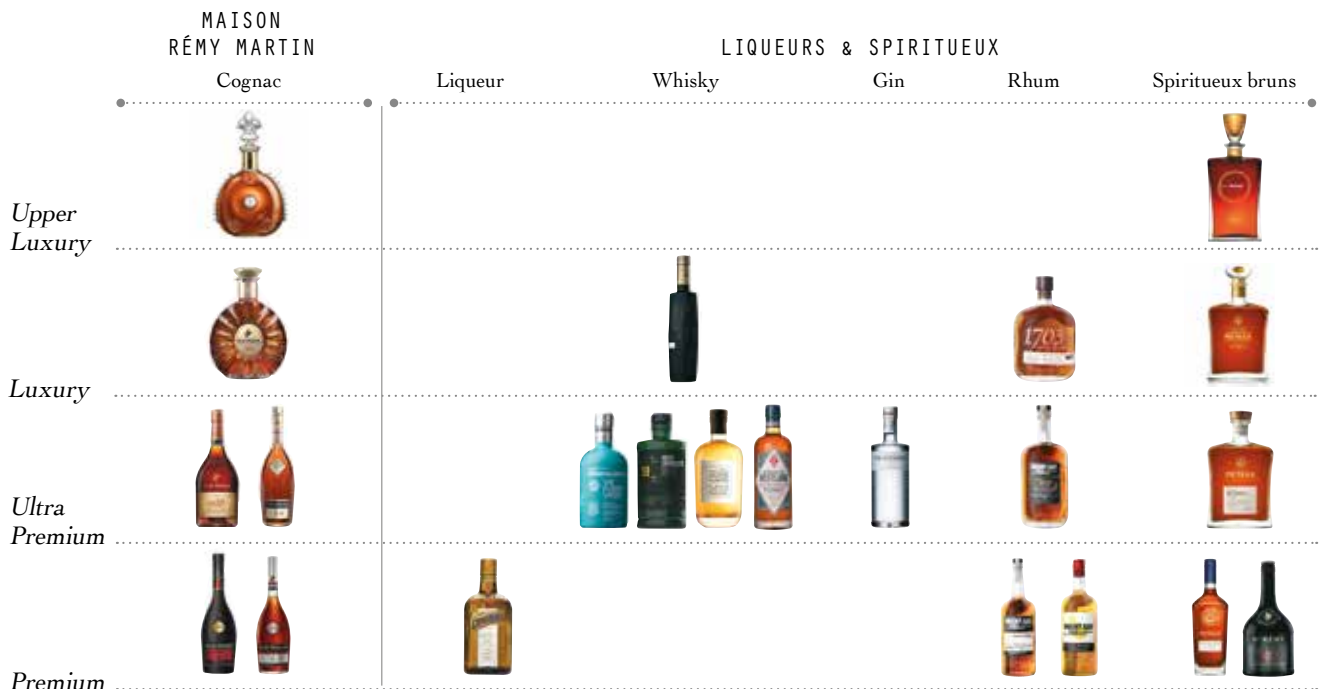 MAISON
RÉMY MARTIN
LIQUEURS & SPIRITUEUX
Cognac
Liqueur
Whisky
Gin
Rhum
Spiritueux bruns
Upper
Luxury
1703
Luxury
Ultra
Premium
Premium